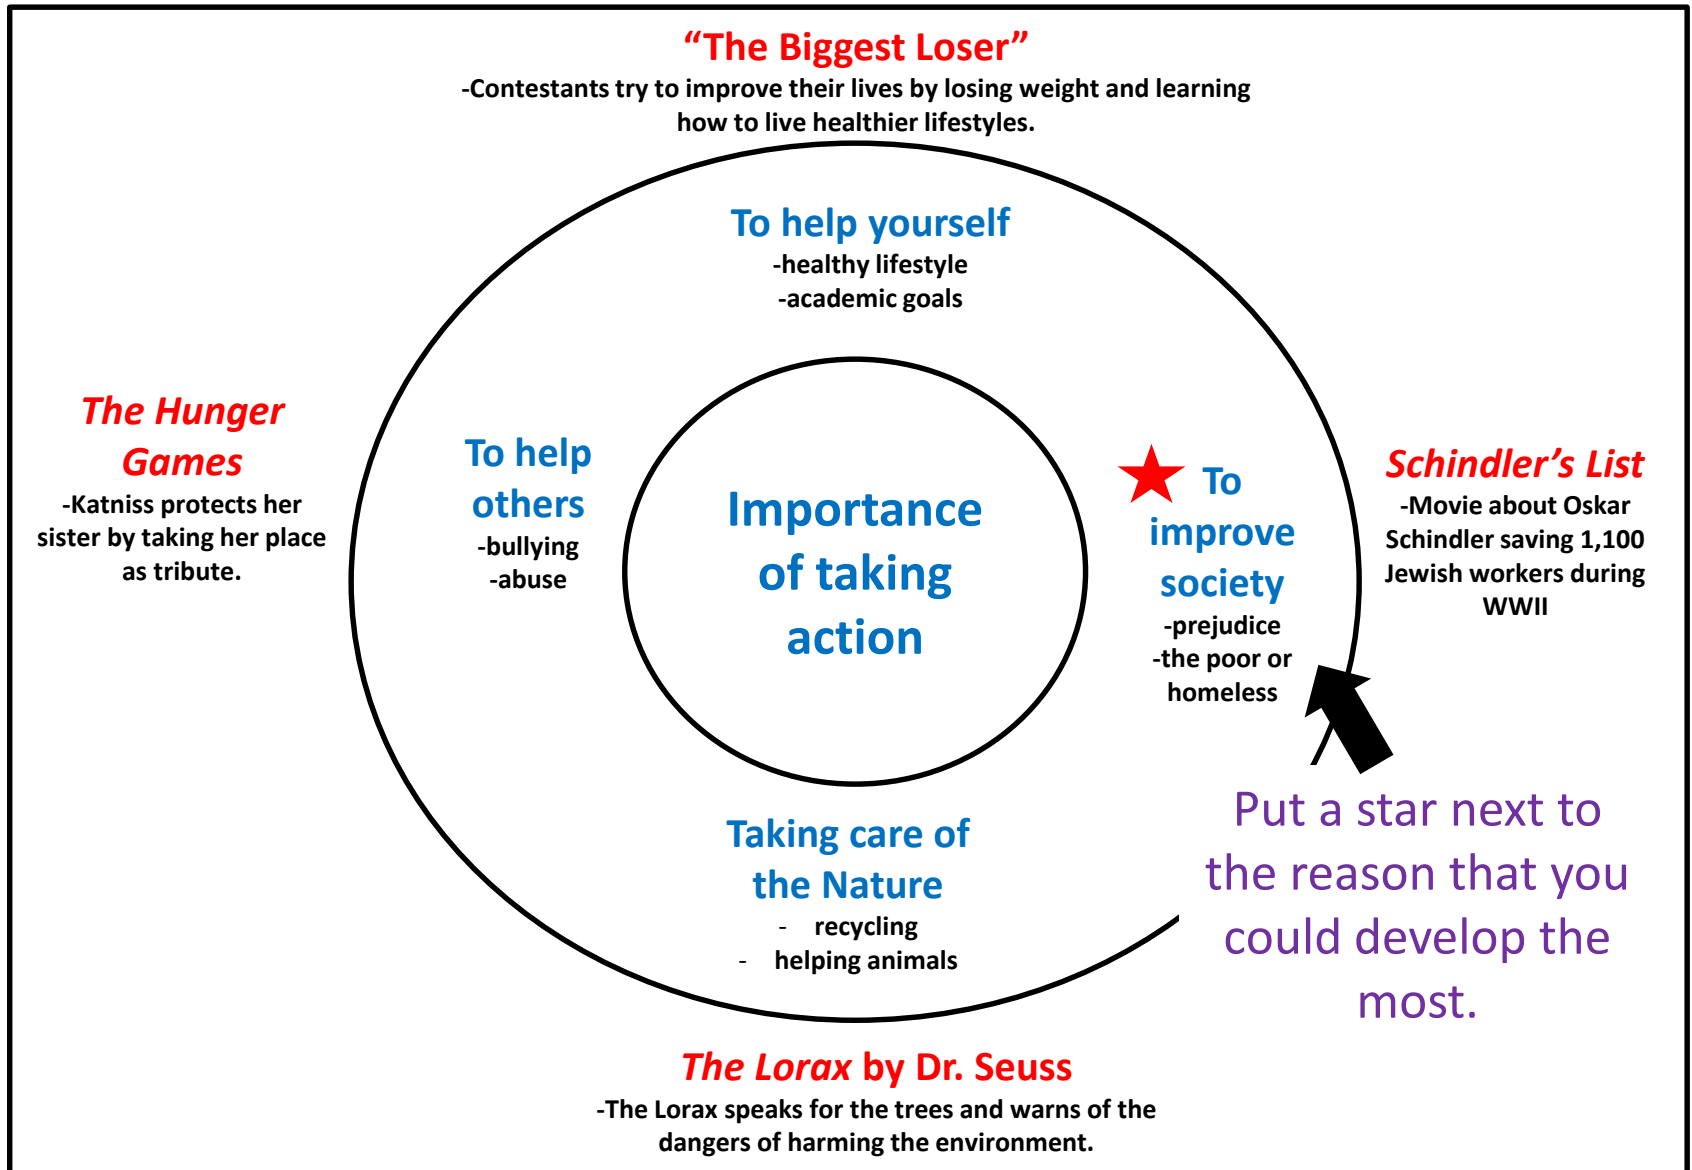 “The Biggest Loser”
-Contestants try to improve their lives by losing weight and learning
how to live healthier lifestyles.
To help yourself
-healthy lifestyle
-academic goals
The Hunger
Games
-Katniss protects her
sister by taking her place
as tribute.
To help
others
-bullying
-abuse
Importance
of taking
action
To
improve
society
-prejudice
-the poor or
homeless
Schindler’s List
-Movie about Oskar
Schindler saving 1,100
Jewish workers during
WWII
Taking care of
the Nature
- recycling
- helping animals
Put a star next to
the reason that you
could develop the
most.
The Lorax by Dr. Seuss
-The Lorax speaks for the trees and warns of the
dangers of harming the environment.